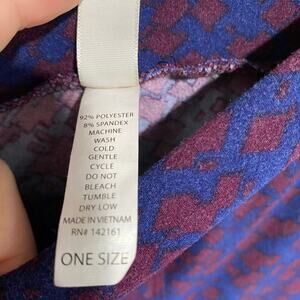 92% POLYESTER
8% SPANDEX
MACHINE
WASH
COLD
GENTLE
CYCLE
DO NOT
BLEACH
TUMBLE
DRY LOW
MADE IN VIETNAM
RN# 142161
ONE SIZE